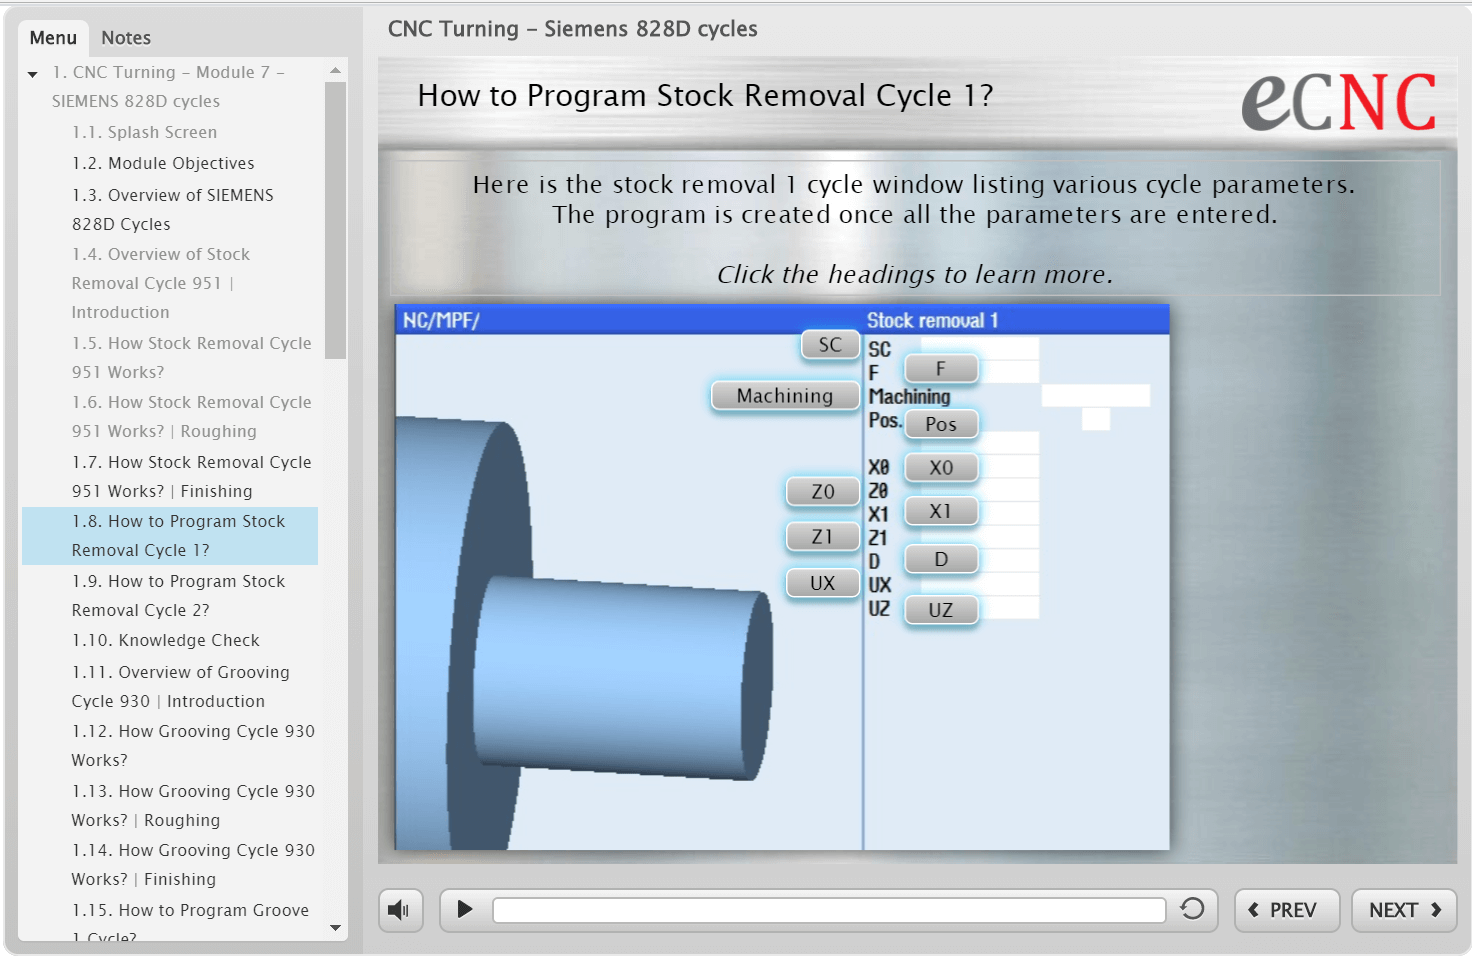 CNC Turning - Siemens 828D cycles
Menu
Notes
1. CNC Turning - Module 7 -
SIEMENS 828D cycles
1.1. Splash Screen
1.2. Module Objectives
1.3. Overview of SIEMENS
828D Cycles
1.4. Overview of Stock
Removal Cycle 951 |
Introduction
1.5. How Stock Removal Cycle
951 Works?
1.6. How Stock Removal Cycle
951 Works? | Roughing
1.7. How Stock Removal Cycle
951 Works? | Finishing
1.8. How to Program Stock
Removal Cycle 1?
1.9. How to Program Stock
Removal Cycle 2?
1.10. Knowledge Check
1.11. Overview of Grooving
Cycle 930 | Introduction
1.12. How Grooving Cycle 930
Works?
1.13. How Grooving Cycle 930
Works? | Roughing
1.14. How Grooving Cycle 930
Works? | Finishing
1.15. How to Program Groove
1 Cycle?
How to Program Stock Removal Cycle 1?
eCNC
Here is the stock removal 1 cycle window listing various cycle parameters.
The program is created once all the parameters are entered.
Click the headings to learn more.
NC/MPF/
Stock removal 1
SC
SC
F
F
Machining
Machining
Pos.
Pos
X0
X0
Z0
Z0
X1
X1
Z1
Z1
D
D
UX
UX
UZ
UZ
PREV
NEXT